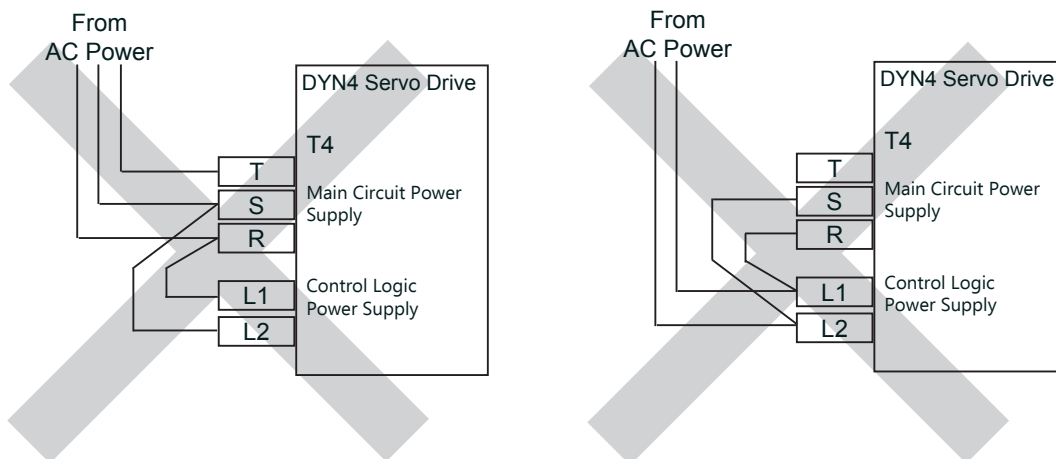 From
AC Power
DYN4 Servo Drive
T4
T
S
R
Main Circuit Power
Supply
L1
L2
Control Logic
Power Supply
From
AC Power
DYN4 Servo Drive
T4
T
S
R
Main Circuit Power
Supply
L1
L2
Control Logic
Power Supply